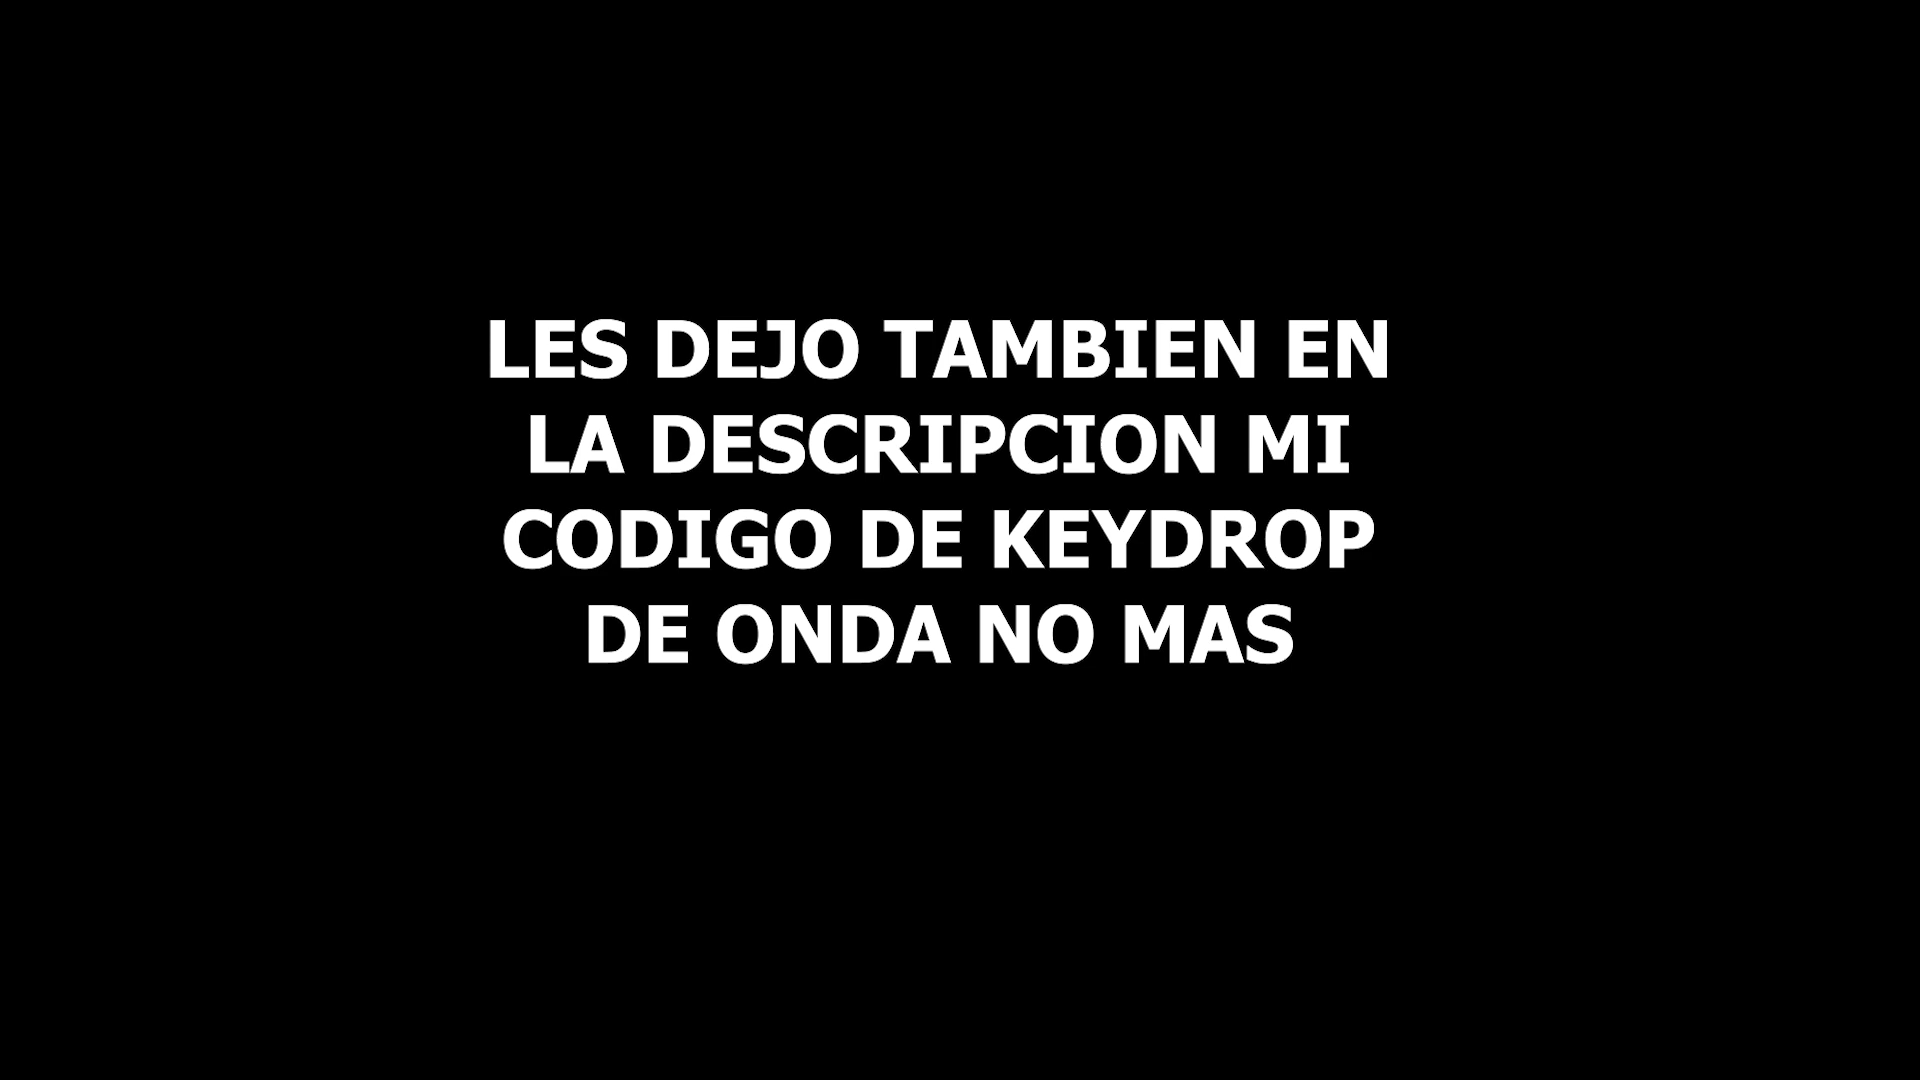 LES DEJO TAMBIEN EN
LA DESCRIPCION MI
CODIGO DE KEYDROP
DE ONDA NO MAS